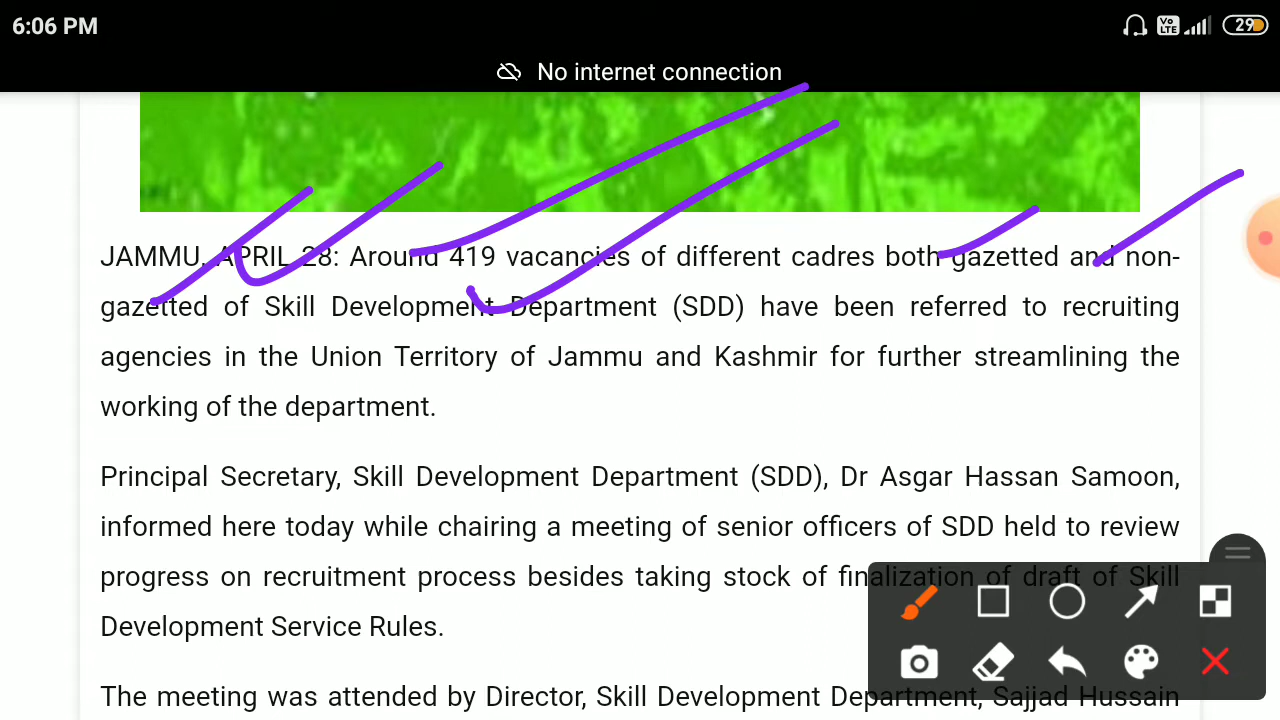 6:06 PM
Vo LTE
29
No internet connection
JAMMU, APRIL 28: Around 419 vacancies of different cadres both gazetted and non-
gazetted of Skill Development Department (SDD) have been referred to recruiting
agencies in the Union Territory of Jammu and Kashmir for further streamlining the
working of the department.
Principal Secretary, Skill Development Department (SDD), Dr Asgar Hassan Samoon,
informed here today while chairing a meeting of senior officers of SDD held to review
progress on recruitment process besides taking stock of finalization of draft of Skill
Development Service Rules.
The meeting was attended by Director, Skill Development Department, Sajjad Hussain